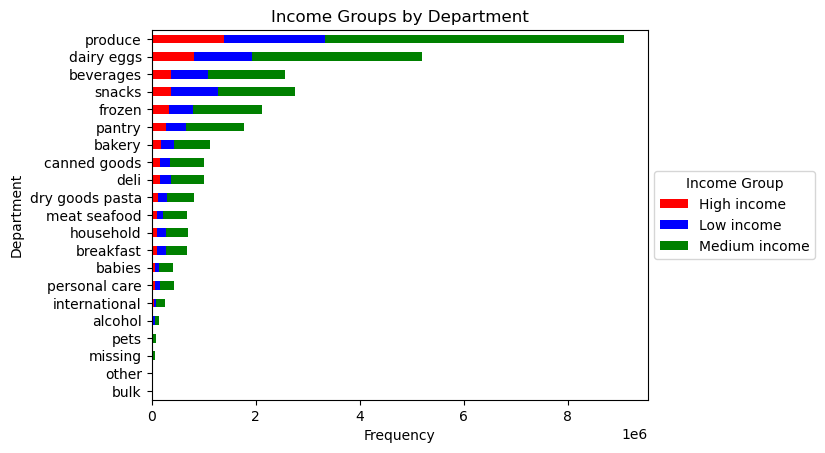 Income Groups by Department
Department
produce
dairy eggs
beverages
snacks
frozen
pantry
bakery
canned goods
deli
dry goods pasta
meat seafood
household
breakfast
babies
personal care
international
alcohol
pets
missing
other
bulk
0 2 4 6 8
1e6
Frequency
Income Group
High income
Low income
Medium income